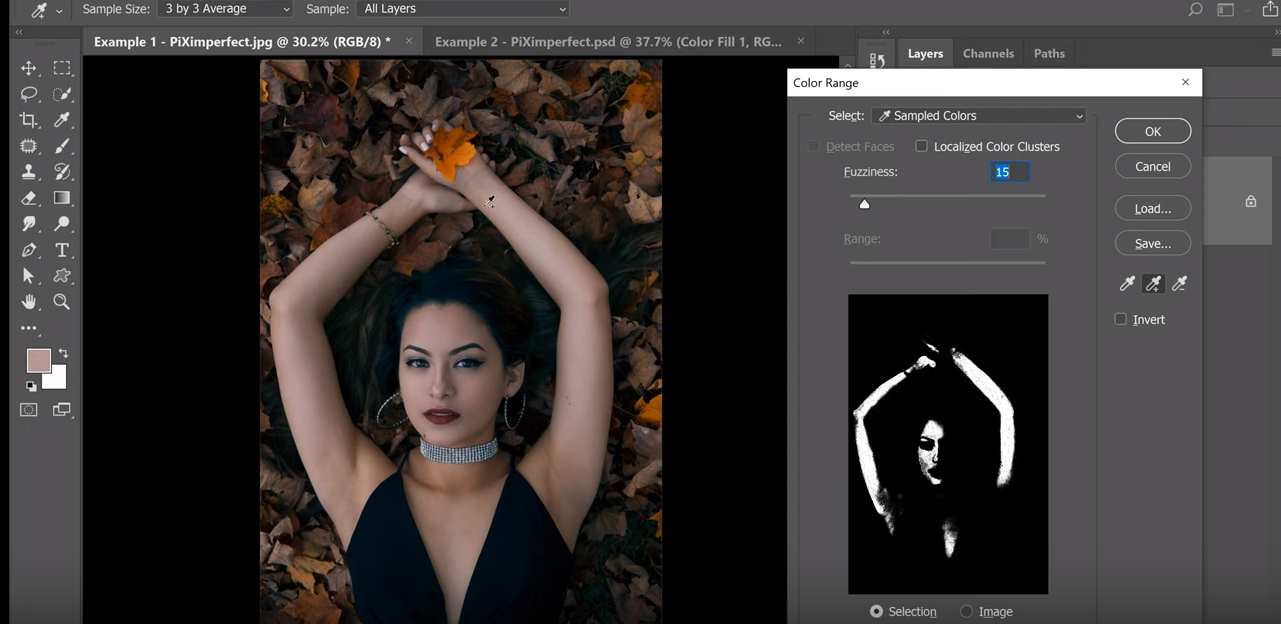 Sample Size: 3 by 3 Average Sample: All Layers
Example 1 - PiXimperfect.jpg @ 30.2% (RGB/8) * × Example 2 - PiXimperfect.psd @ 37.7% (Color Fill 1, RG... ×
Layers Channels Paths
Color Range
Select: Sampled Colors
OK
Detect Faces Localized Color Clusters
Fuzziness: 15
Cancel
Load...
Range: %
Save...
Invert
Selection Image
T